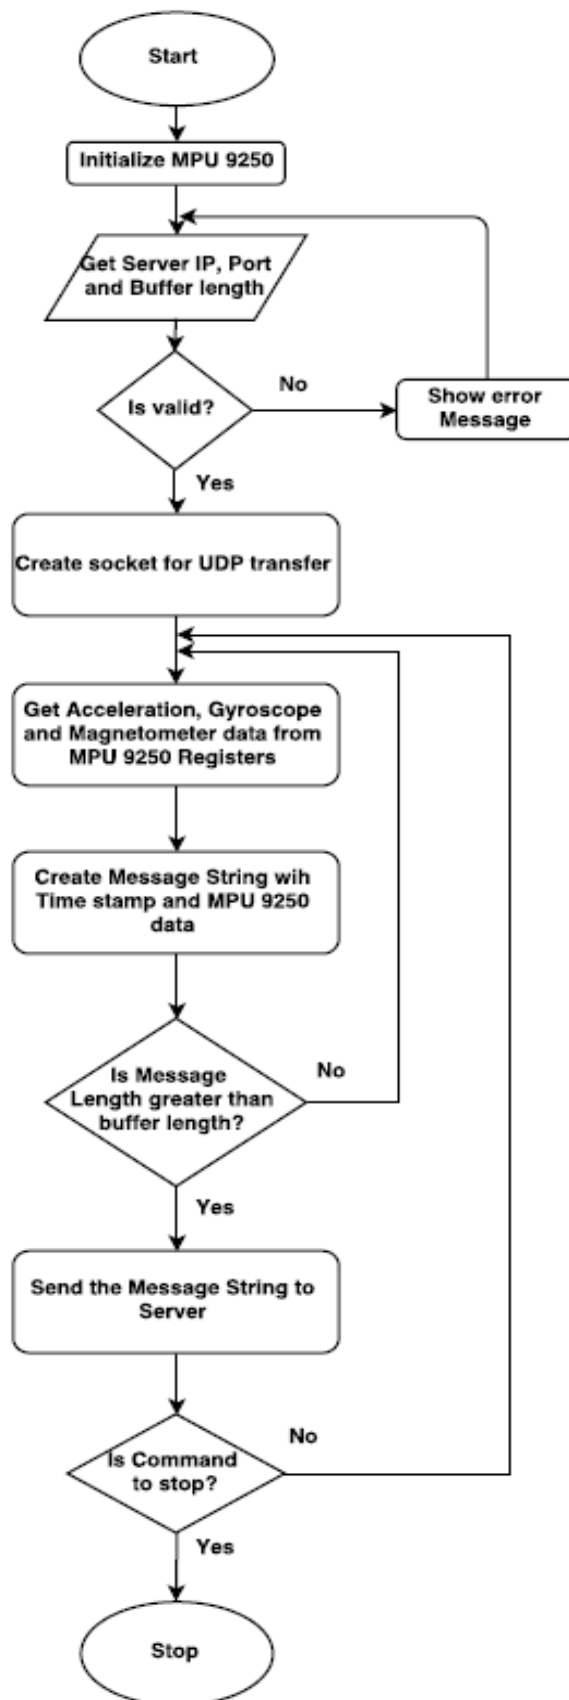 Start
Initialize MPU 9250
Get Server IP, Port
and Buffer length
Is valid?
No
Show error
Message
Yes
Create socket for UDP transfer
Get Acceleration, Gyroscope
and Magnetometer data from
MPU 9250 Registers
Create Message String wih
Time stamp and MPU 9250
data
Is Message
Length greater than
buffer length?
No
Yes
Send the Message String to
Server
Is Command
to stop?
No
Yes
Stop